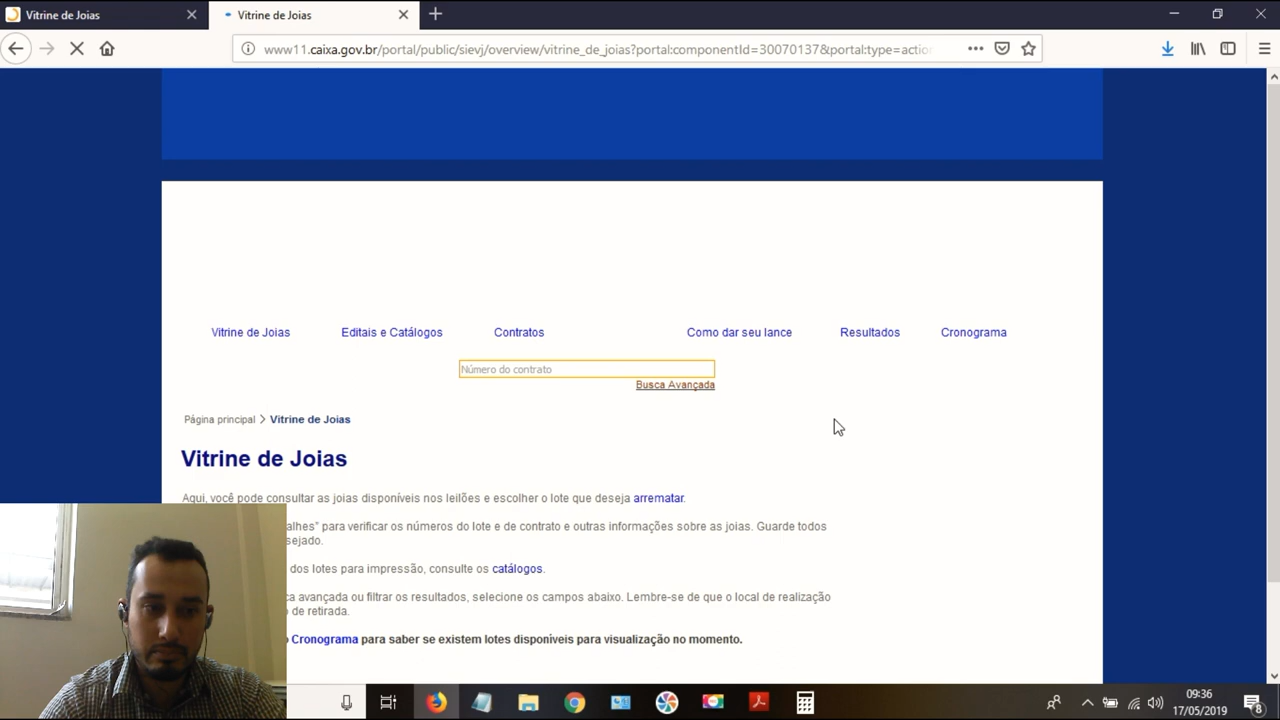 Vitrine de Joias
Vitrine de Joias
www11.caixa.gov.br/portal/public/sievj/overview/vitrine_de_joias?portal:componentId=30070137&portal:type=actio
Vitrine de Joias Editais e Catálogos Contratos Como dar seu lance Resultados Cronograma
Número do contrato
Busca Avançada
Página principal > Vitrine de Joias
Vitrine de Joias
Aqui, você pode consultar as joias disponíveis nos leilões e escolher o lote que deseja arrematar.
alhes" para verificar os números do lote e de contrato e outras informações sobre as joias. Guarde todos
sejado.
dos lotes para impressão, consulte os catálogos.
ca avançada ou filtrar os resultados, selecione os campos abaixo. Lembre-se de que o local de realização
de retirada.
o Cronograma para saber se existem lotes disponíveis para visualização no momento.
09:36
17/05/2019
8